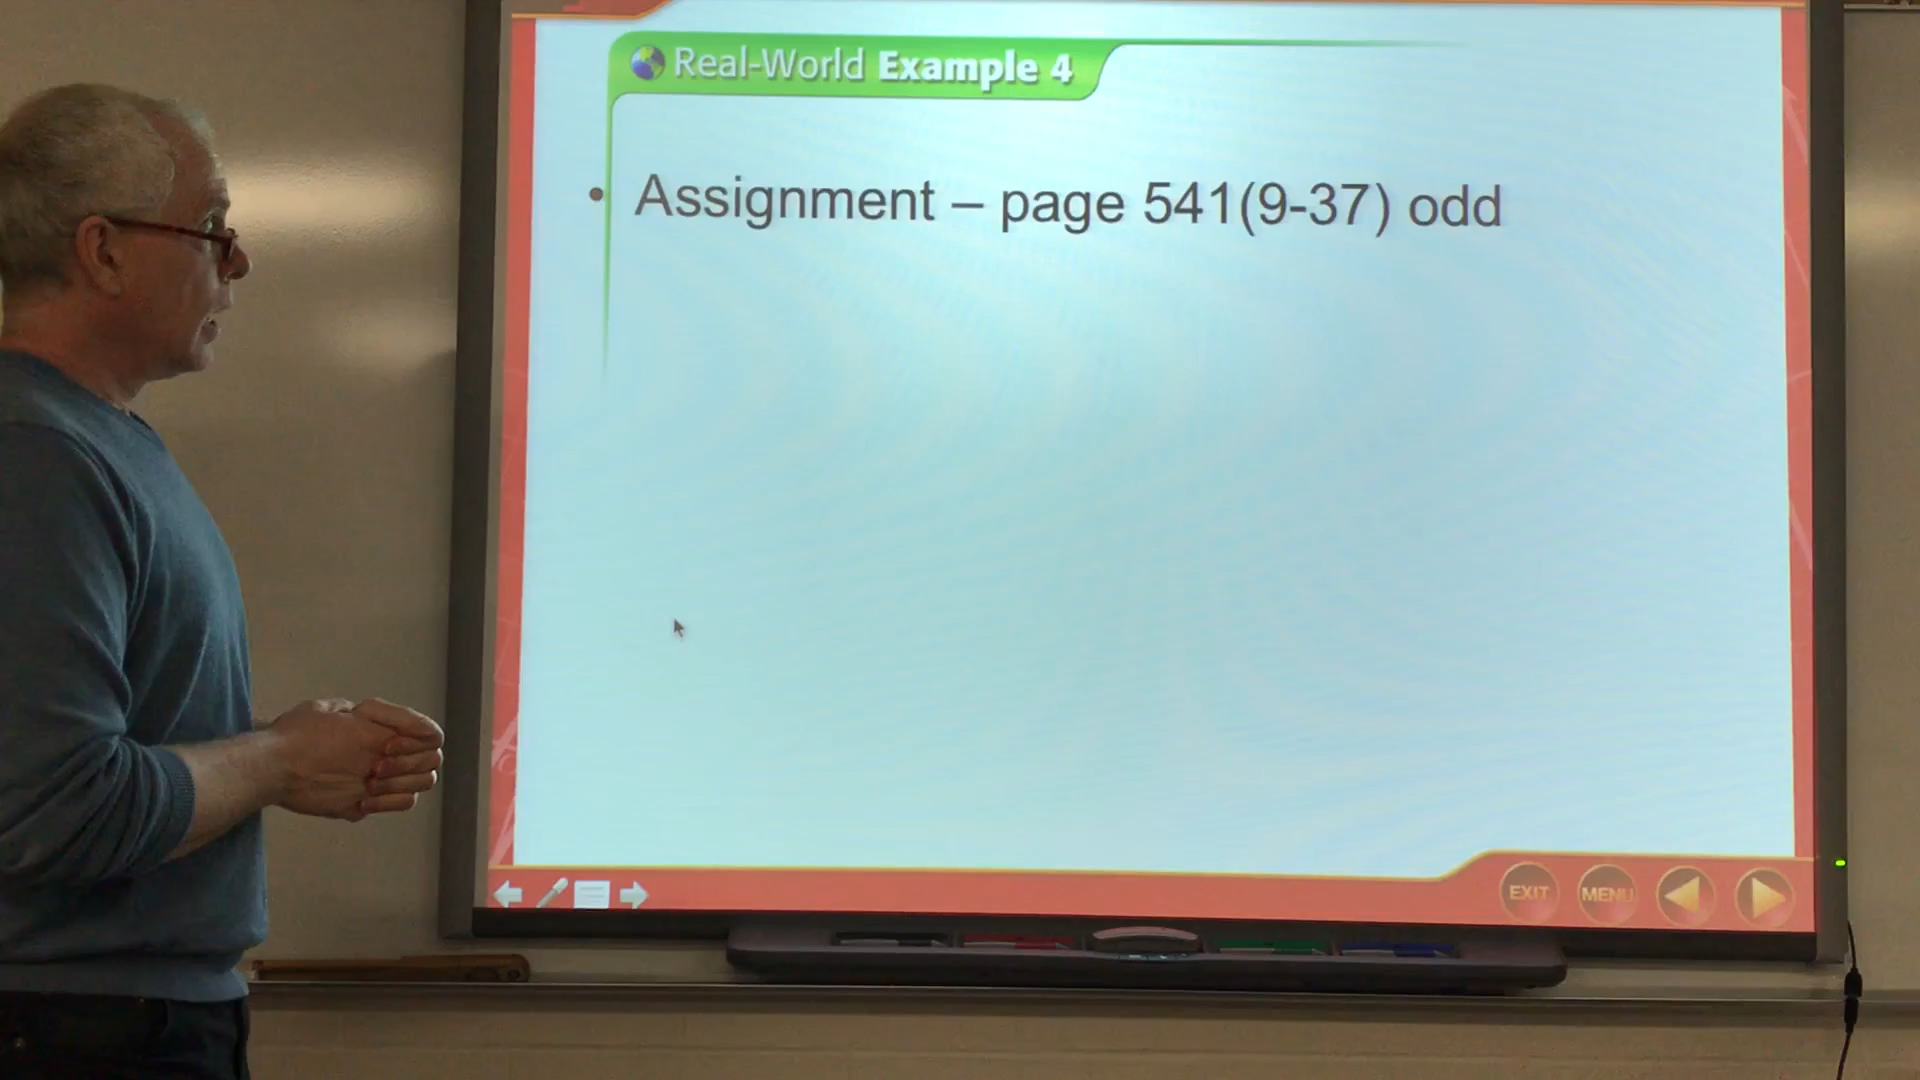 Real-World Example 4
• Assignment – page 541(9-37) odd
EXIT MENU